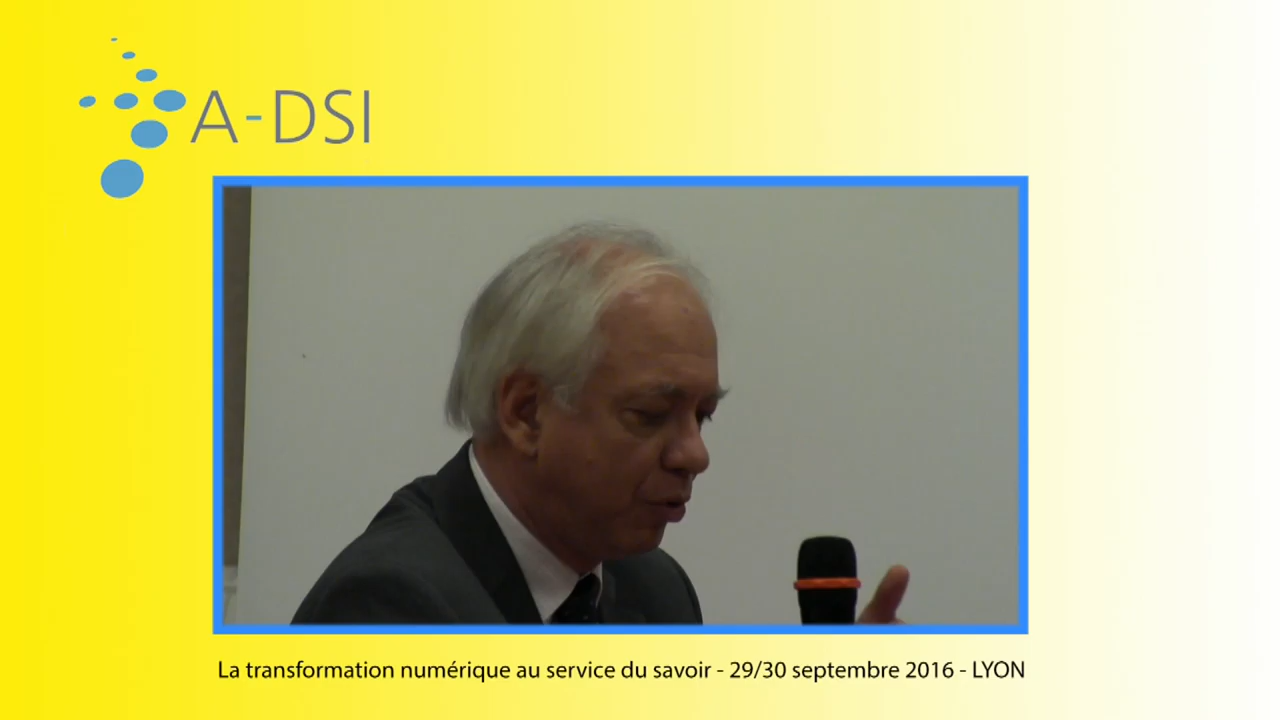 A-DSI
La transformation numérique au service du savoir - 29/30 septembre 2016 - LYON